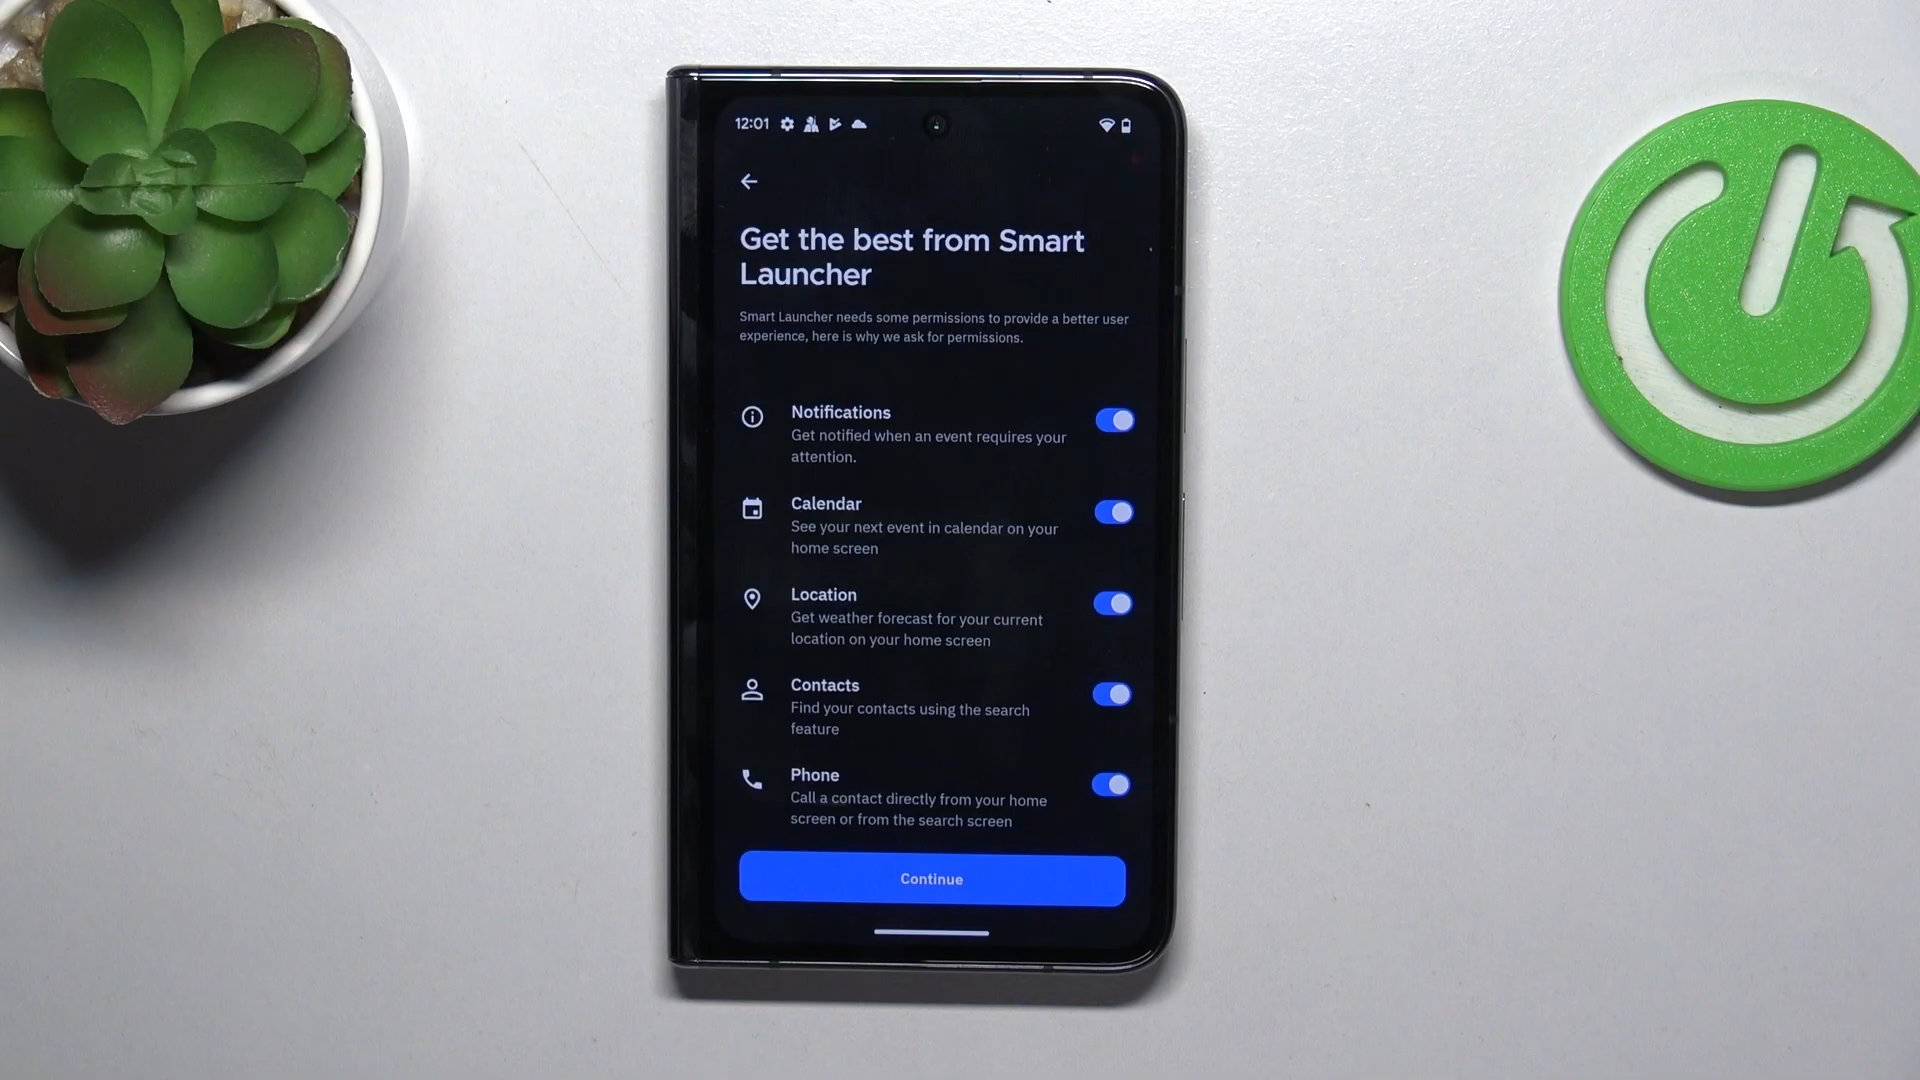 12:01
Get the best from Smart
Launcher
Smart Launcher needs some permissions to provide a better user
experience, here is why we ask for permissions.
Notifications
Get notified when an event requires your
attention.
Calendar
See your next event in calendar on your
home screen
Location
Get weather forecast for your current
location on your home screen
Contacts
Find your contacts using the search
feature
Phone
Call a contact directly from your home
screen or from the search screen
Continue